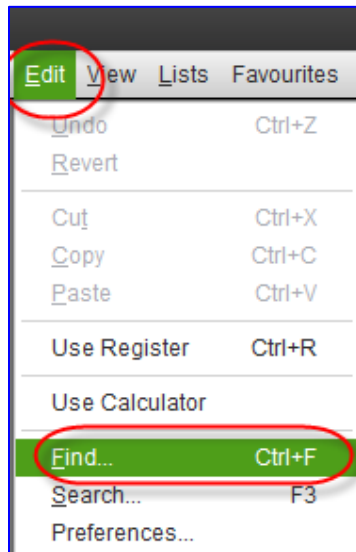 Edit View Lists Favourites
Undo Ctrl+Z
Revert
Cut Ctrl+X
Copy Ctrl+C
Paste Ctrl+V
Use Register Ctrl+R
Use Calculator
Find... Ctrl+F
Search... F3
Preferences...